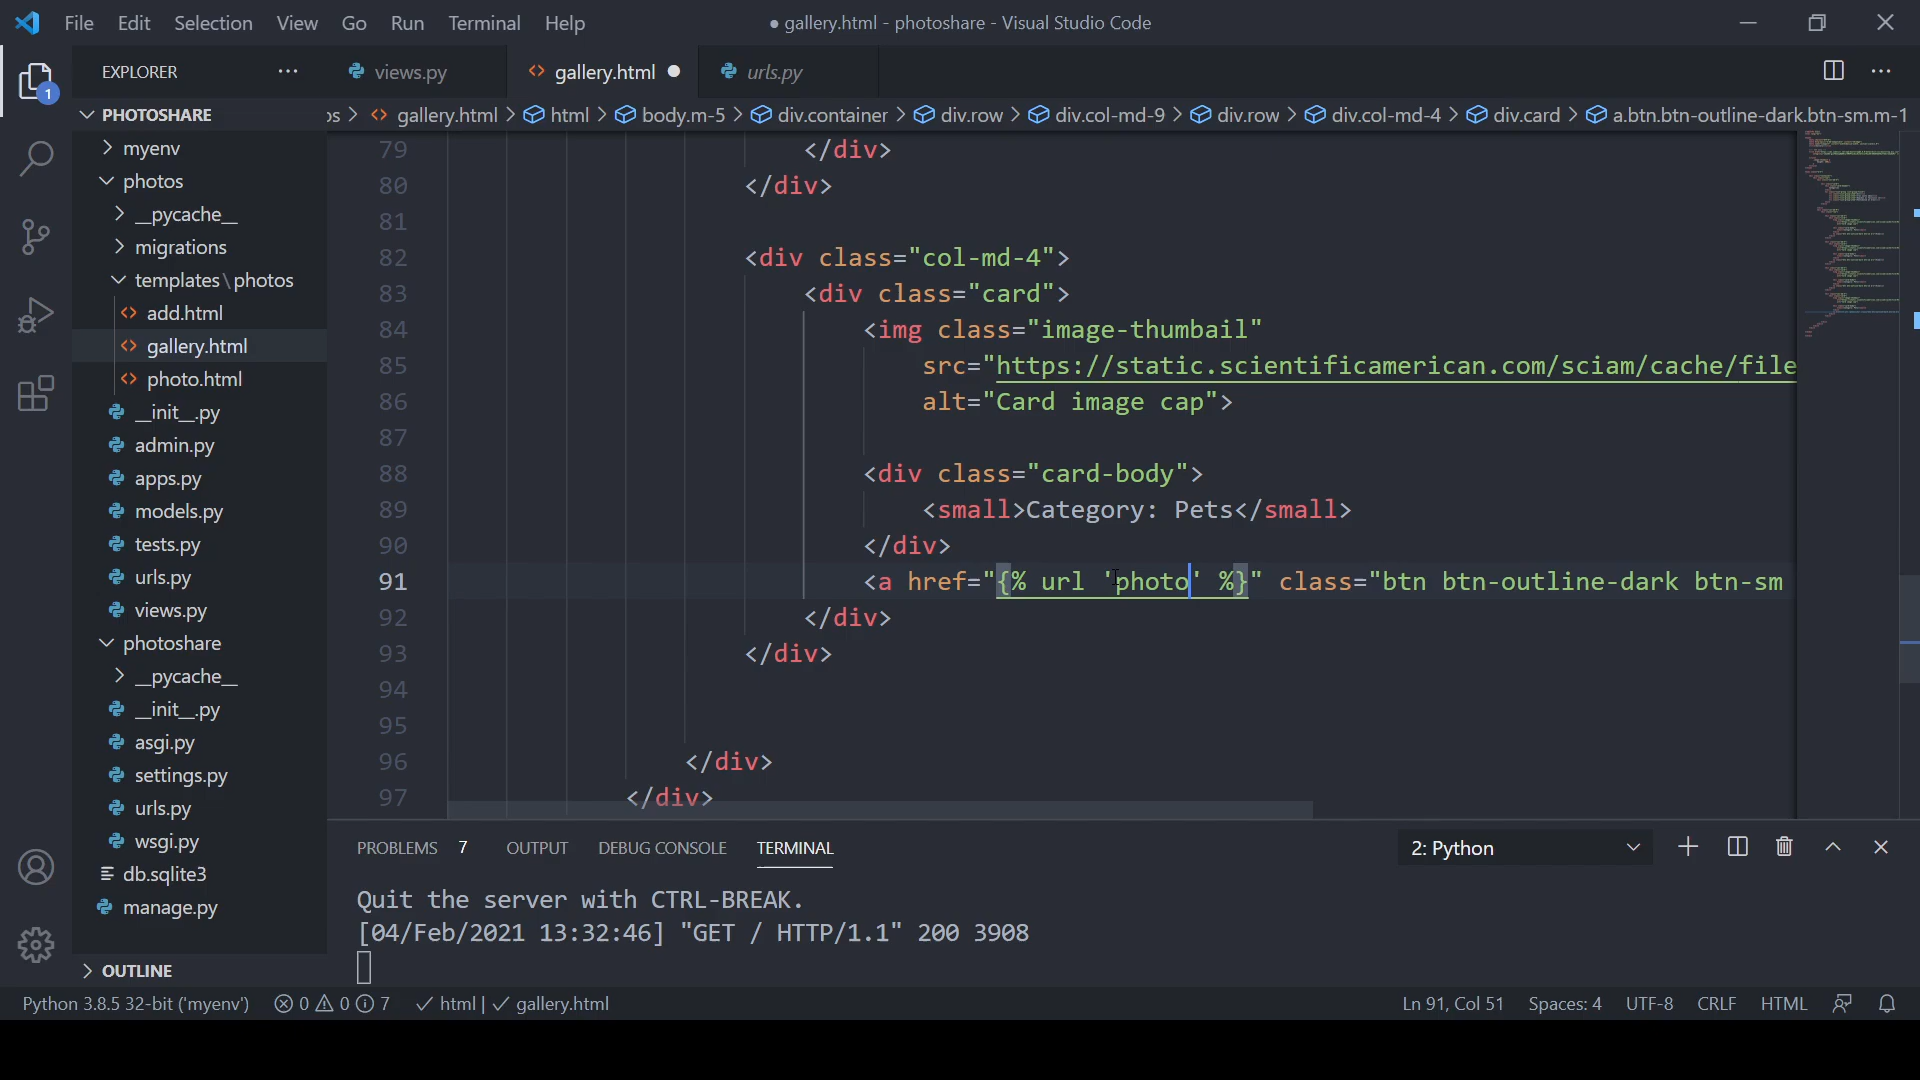 File Edit Selection View Go Run Terminal Help
● gallery.html - photoshare - Visual Studio Code
EXPLORER
views.py
gallery.html
urls.py
1
PHOTOSHARE
os > gallery.html > html > body.m-5 > div.container > div.row > div.col-md-9 > div.row > div.col-md-4 > div.card > a.btn.btn-outline-dark.btn-sm.m-1
myenv
photos
__pycache__
migrations
templates\photos
add.html
gallery.html
photo.html
__init__.py
admin.py
apps.py
models.py
tests.py
urls.py
views.py
photoshare
__pycache__
__init__.py
asgi.py
settings.py
urls.py
wsgi.py
db.sqlite3
manage.py
OUTLINE
79 </div>
80 </div>
81
82 <div class="col-md-4">
83 <div class="card">
84 <img class="image-thumbail"
85 src="https://static.scientificamerican.com/sciam/cache/file
86 alt="Card image cap">
87
88 <div class="card-body">
89 <small>Category: Pets</small>
90 </div>
91 <a href="{% url 'photo' %}" class="btn btn-outline-dark btn-sm
92 </div>
93 </div>
94
95
96 </div>
97 </div>
PROBLEMS 7 OUTPUT DEBUG CONSOLE TERMINAL
2: Python
Quit the server with CTRL-BREAK.
[04/Feb/2021 13:32:46] "GET / HTTP/1.1" 200 3908
Python 3.8.5 32-bit ('myenv') 0 0 7 html | gallery.html
Ln 91, Col 51 Spaces: 4 UTF-8 CRLF HTML